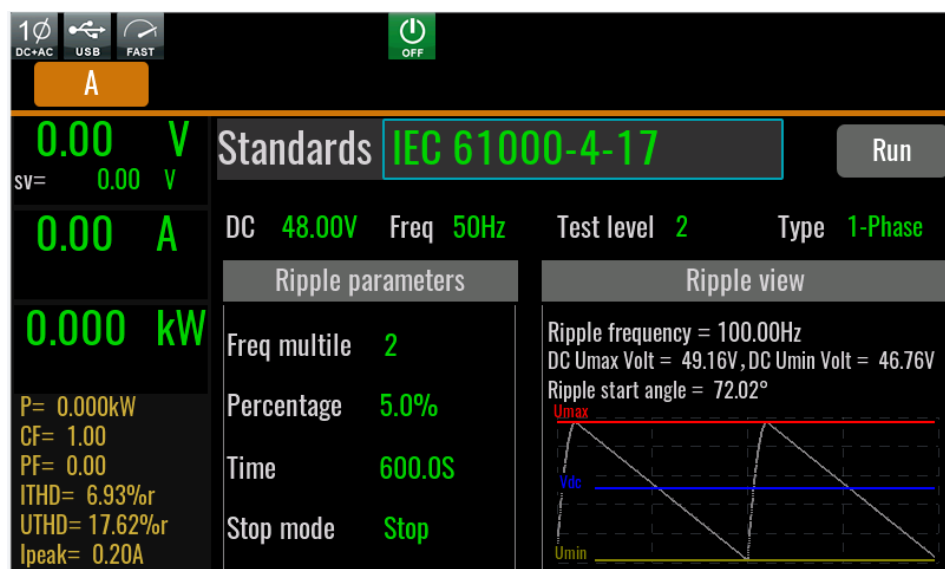 1Ø
DC+AC USB FAST OFF
A
0.00 V
sv= 0.00 V
0.00 A
0.000 kW
P= 0.000kW
CF= 1.00
PF= 0.00
ITHD= 6.93%r
UTHD= 17.62%r
Ipeak= 0.20A
Standards IEC 61000-4-17 Run
DC 48.00V Freq 50Hz Test level 2 Type 1-Phase
Ripple parameters
Freq multile 2
Percentage 5.0%
Time 600.0S
Stop mode Stop
Ripple view
Ripple frequency = 100.00Hz
DC Umax Volt = 49.16V, DC Umin Volt = 46.76V
Ripple start angle = 72.02°
Umax
Vdc
Umin